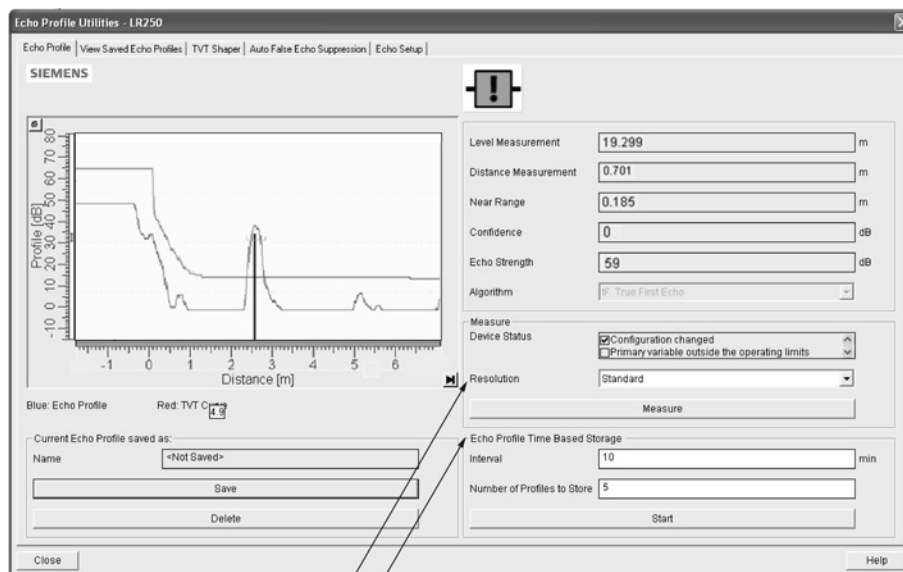 Echo Profile Utilities - LR250
Echo Profile View Saved Echo Profiles TVT Shaper Auto False Echo Suppression Echo Setup
SIEMENS
!
Profile [dB]
80
70
60
50
40
30
20
10
0
-10
-1 0 1 2 3 4 5 6
Distance [m]
Blue: Echo Profile Red: TVT Curve
4.9
Current Echo Profile saved as:
Name <Not Saved>
Save
Delete
Level Measurement 19.299 m
Distance Measurement 0.701 m
Near Range 0.185 m
Confidence 0 dB
Echo Strength 59 dB
Algorithm tF True First Echo
Measure
Device Status Configuration changed
Primary variable outside the operating limits
Resolution Standard
Measure
Echo Profile Time Based Storage
Interval 10 min
Number of Profiles to Store 5
Start
Close Help